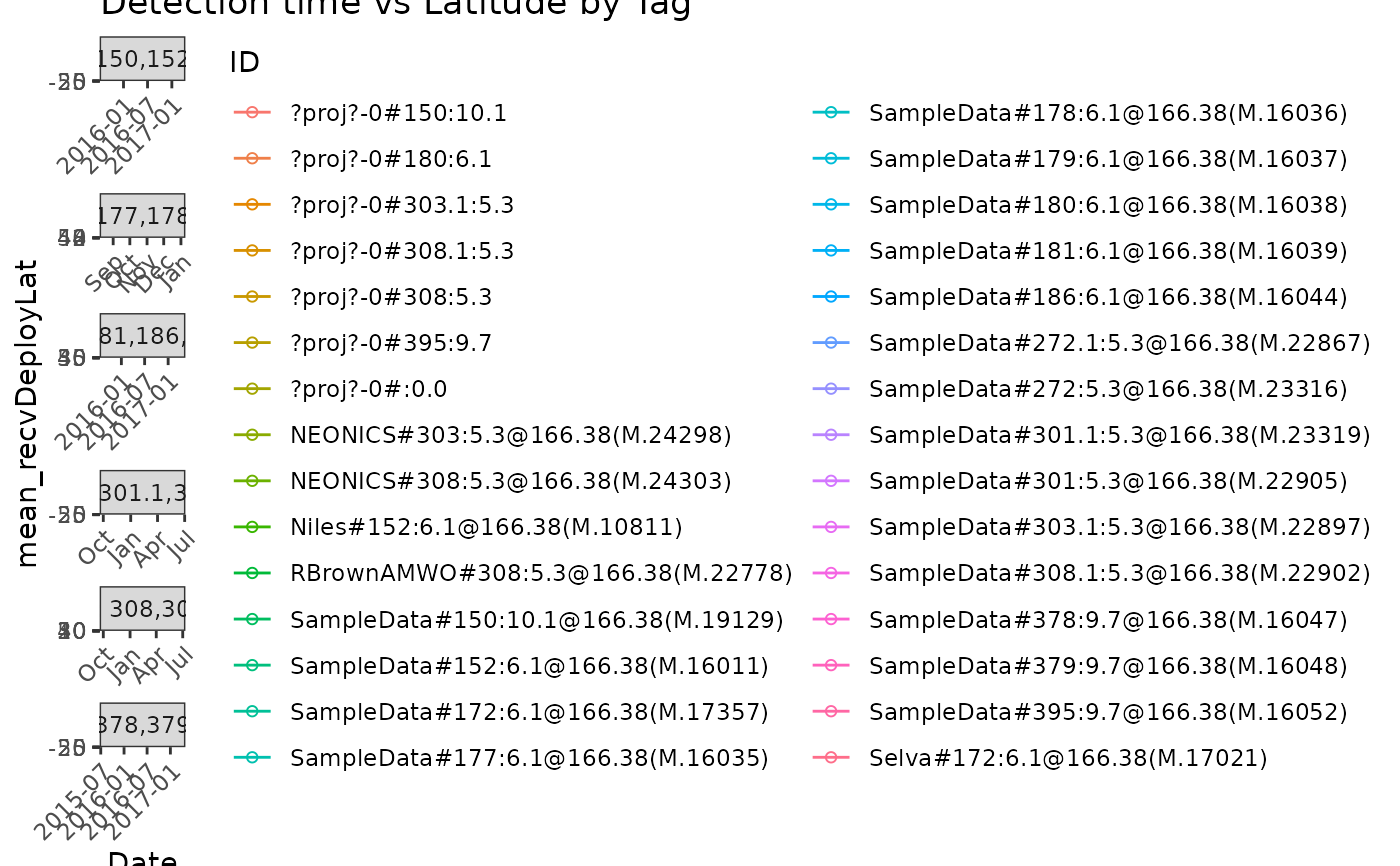 Detection time vs Latitude by Tag
150,152
2016-01
2016-07
2017-01
177,178
Sep
Oct
Nov
Dec
Jan
81,186,
2016-01
2016-07
2017-01
301.1,3
Oct
Jan
Apr
Jul
308,30
Oct
Jan
Apr
Jul
378,379
2015-07
2016-01
2016-07
2017-01
mean_recvDeployLat
Date
ID
?proj?-0#150:10.1
?proj?-0#180:6.1
?proj?-0#303.1:5.3
?proj?-0#308.1:5.3
?proj?-0#308:5.3
?proj?-0#395:9.7
?proj?-0#:0.0
NEONICS#303:5.3@166.38(M.24298)
NEONICS#308:5.3@166.38(M.24303)
Niles#152:6.1@166.38(M.10811)
RBrownAMWO#308:5.3@166.38(M.22778)
SampleData#150:10.1@166.38(M.19129)
SampleData#152:6.1@166.38(M.16011)
SampleData#172:6.1@166.38(M.17357)
SampleData#177:6.1@166.38(M.16035)
SampleData#178:6.1@166.38(M.16036)
SampleData#179:6.1@166.38(M.16037)
SampleData#180:6.1@166.38(M.16038)
SampleData#181:6.1@166.38(M.16039)
SampleData#186:6.1@166.38(M.16044)
SampleData#272.1:5.3@166.38(M.22867)
SampleData#272:5.3@166.38(M.23316)
SampleData#301.1:5.3@166.38(M.23319)
SampleData#301:5.3@166.38(M.22905)
SampleData#303.1:5.3@166.38(M.22897)
SampleData#308.1:5.3@166.38(M.22902)
SampleData#378:9.7@166.38(M.16047)
SampleData#379:9.7@166.38(M.16048)
SampleData#395:9.7@166.38(M.16052)
Selva#172:6.1@166.38(M.17021)